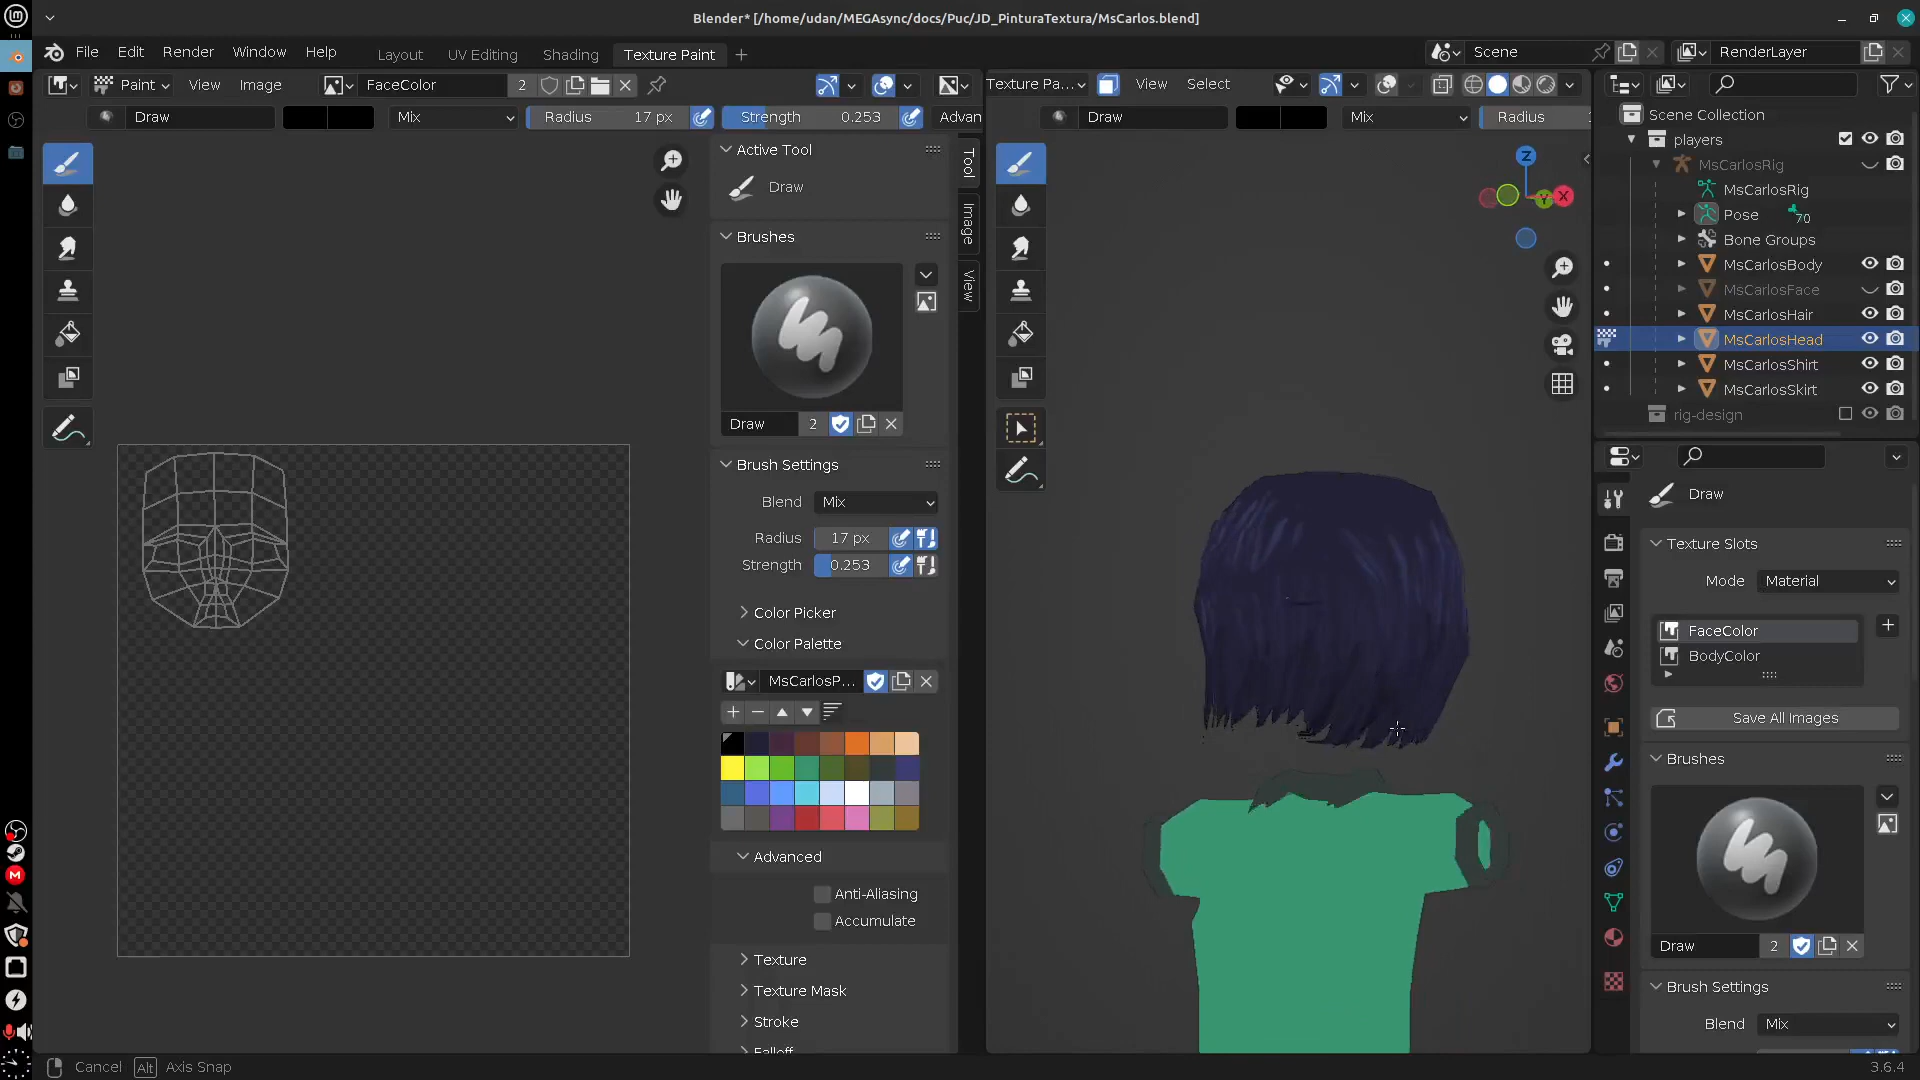 Blender* [/home/udan/MEGAsync/docs/Puc/JD_PinturaTextura/MsCarlos.blend]
File Edit Render Window Help Layout UV Editing Shading Texture Paint Scene RenderLayer
Paint View Image FaceColor 2
Draw Mix Radius 17 px Strength 0.253 Advan
Active Tool
Draw
Brushes
Draw 2
Brush Settings
Blend Mix
Radius 17 px
Strength 0.253
Color Picker
Color Palette
MsCarlosP...
Advanced
Anti-Aliasing
Accumulate
Texture
Texture Mask
Stroke
Falloff
Tool
Image
View
Texture Pa... View Select
Draw Mix Radius
Z
Y X
Scene Collection
players
MsCarlosRig
MsCarlosRig
Pose 70
Bone Groups
MsCarlosBody
MsCarlosFace
MsCarlosHair
MsCarlosHead
MsCarlosShirt
MsCarlosSkirt
rig-design
Draw
Texture Slots
Mode Material
FaceColor
BodyColor
Save All Images
Brushes
Draw 2
Brush Settings
Blend Mix
Cancel Alt Axis Snap 3.6.4